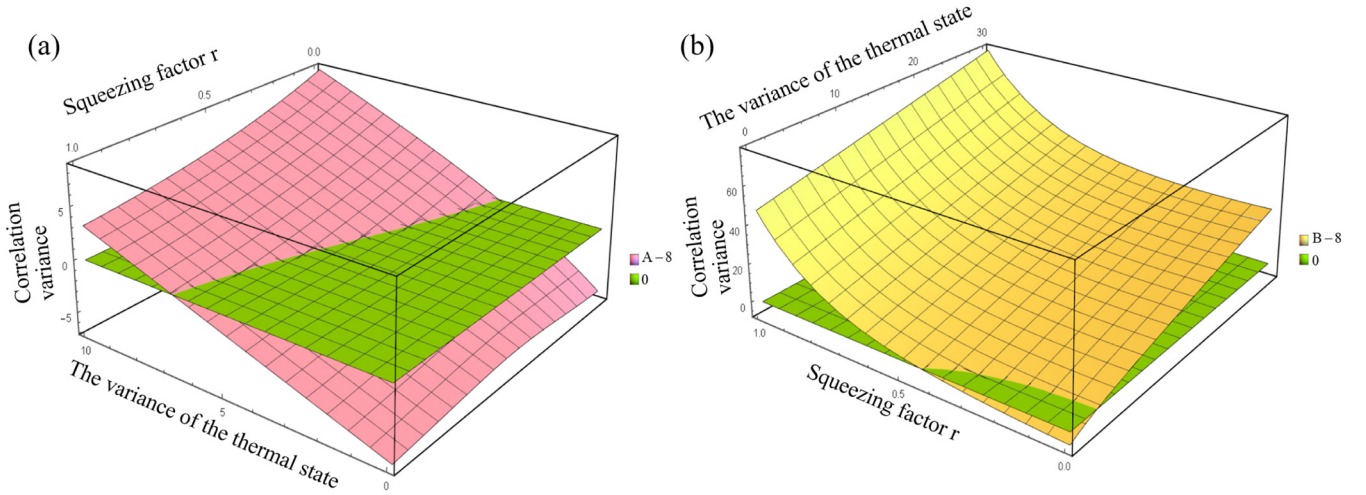 (a)
Squeezing factor r
0.0
0.5
1.0
Correlation
variance
5
0
−5
10
5
0
The variance of the thermal state
A−8
0
(b)
The variance of the thermal state
30
20
10
0
Correlation
variance
60
40
20
0
1.0
0.5
0.0
Squeezing factor r
B−8
0